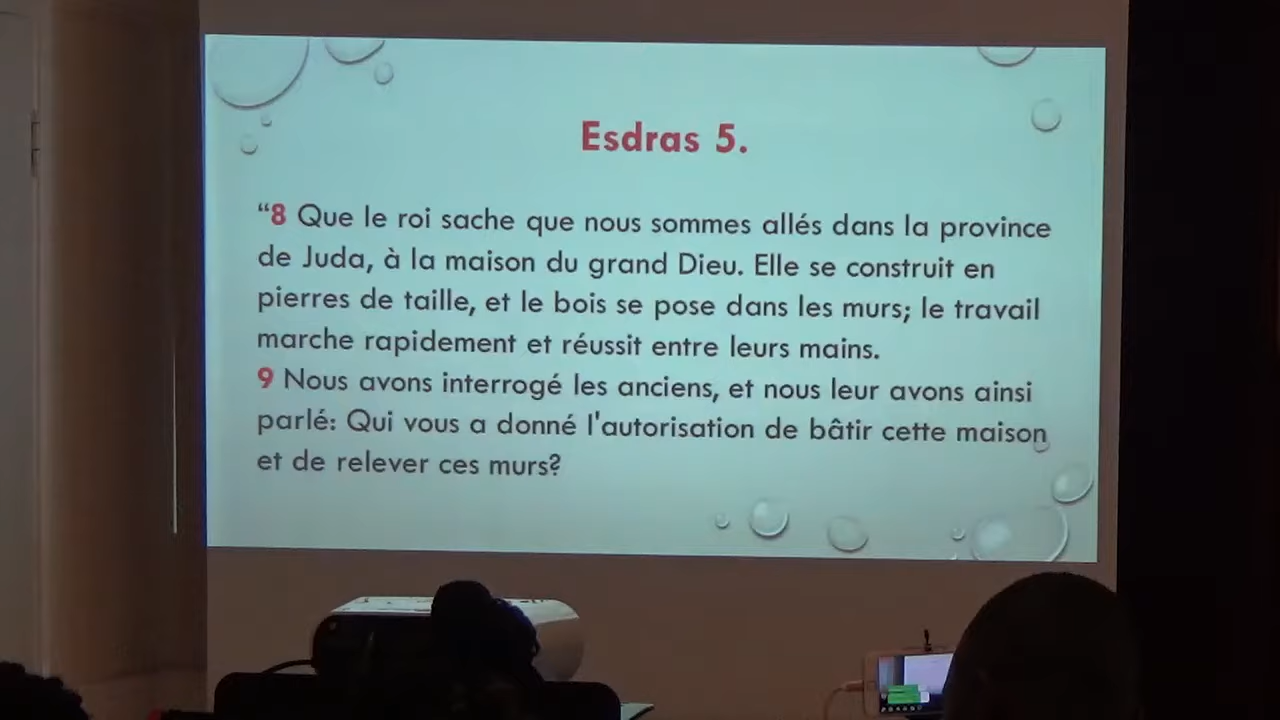 Esdras 5.
“8 Que le roi sache que nous sommes allés dans la province
de Juda, à la maison du grand Dieu. Elle se construit en
pierres de taille, et le bois se pose dans les murs; le travail
marche rapidement et réussit entre leurs mains.
9 Nous avons interrogé les anciens, et nous leur avons ainsi
parlé: Qui vous a donné l'autorisation de bâtir cette maison
et de relever ces murs?